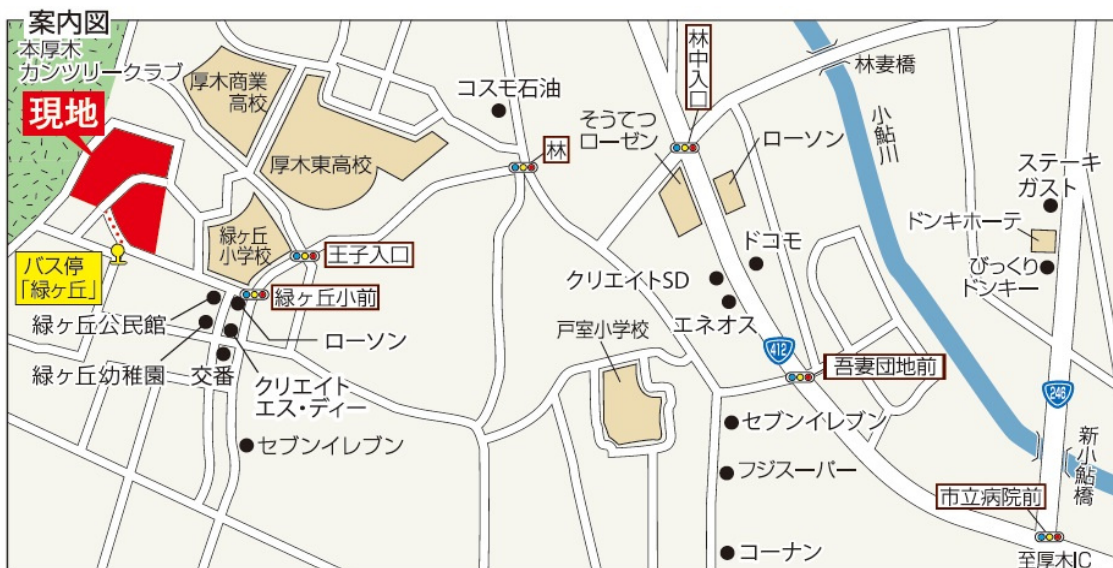 案内図
本厚木
カンツリークラブ
現地
厚木商業
高校
厚木東高校
コスモ石油
林
そうてつ
ローゼン
林中入口
ローソン
林妻橋
小鮎川
ステーキ
ガスト
ドンキホーテ
びっくり
ドンキー
緑ヶ丘
小学校
王子入口
バス停
「緑ヶ丘」
緑ヶ丘小前
緑ヶ丘公民館
ローソン
緑ヶ丘幼稚園
交番
クリエイト
エス・ディー
セブンイレブン
ドコモ
クリエイトSD
エネオス
戸室小学校
412
吾妻団地前
246
セブンイレブン
フジスーパー
新小鮎橋
市立病院前
コーナン
至厚木IC